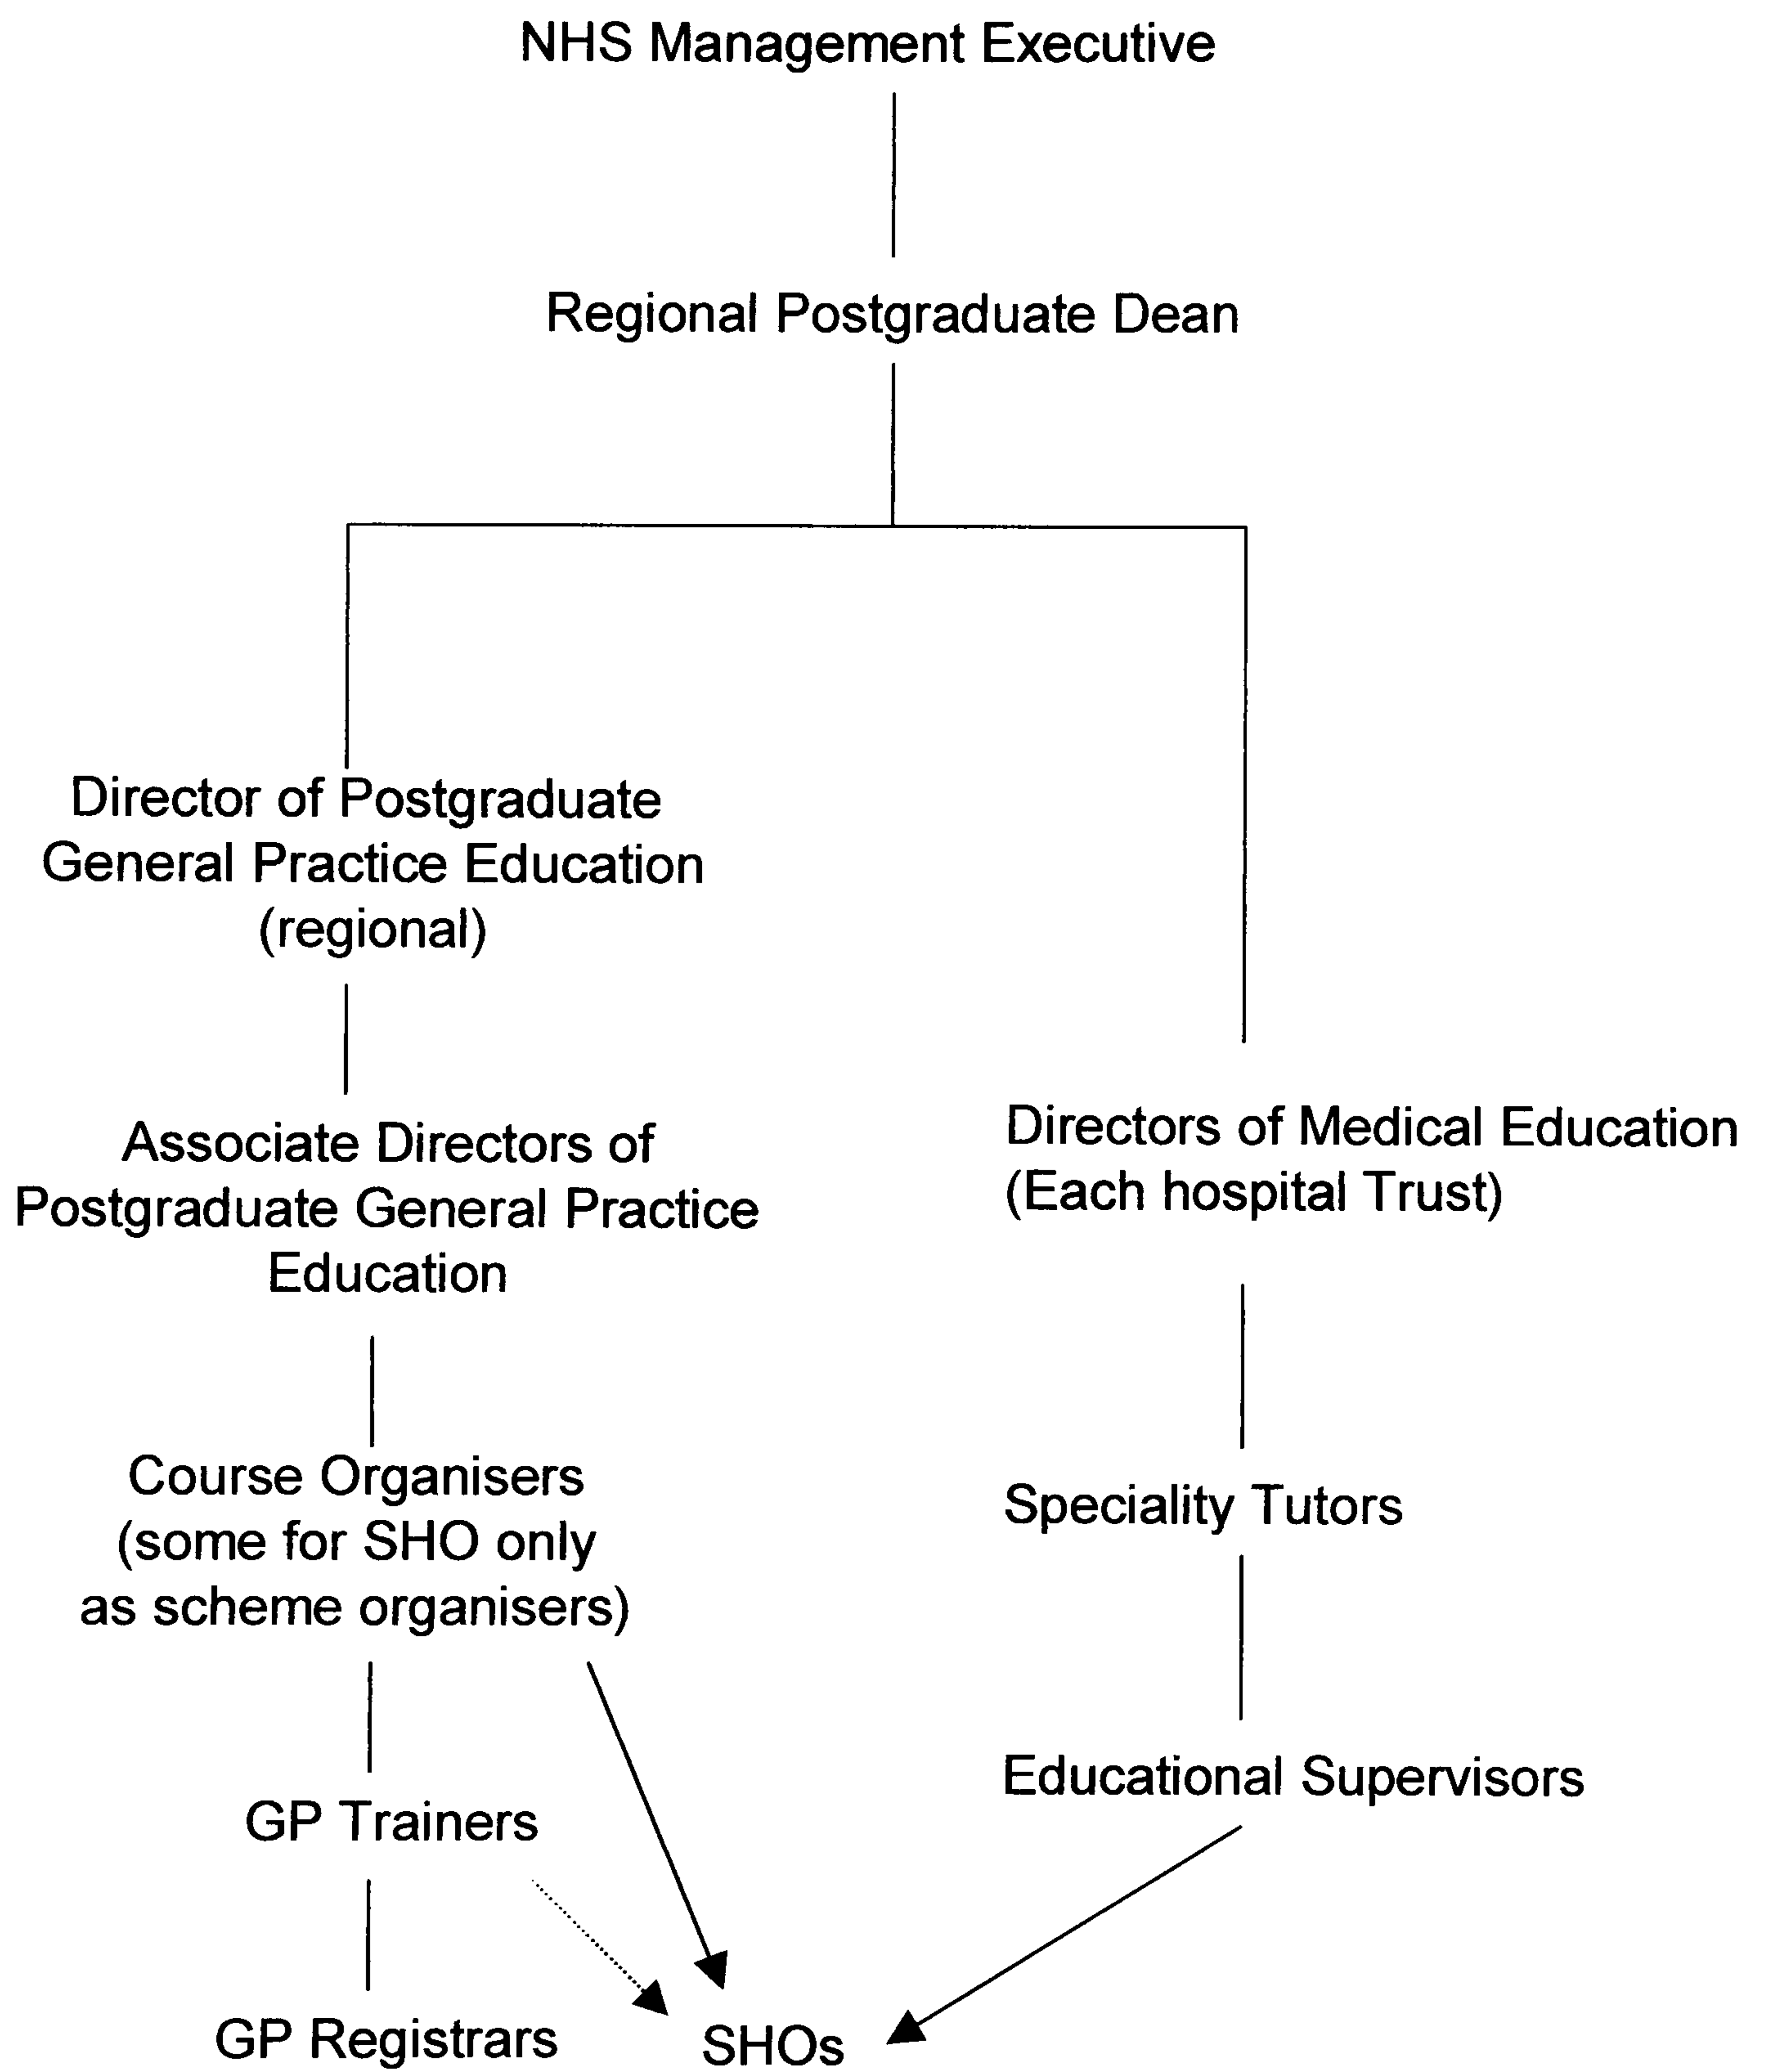 NHS Management Executive
Regional Postgraduate Dean
Director of Postgraduate
General Practice Education
(regional)
Associate Directors of
Postgraduate General Practice
Education
Directors of Medical Education
(Each hospital Trust)
Course Organisers
(some for SHO only
as scheme organisers)
Speciality Tutors
Educational Supervisors
GP Trainers
GP Registrars
SHOs